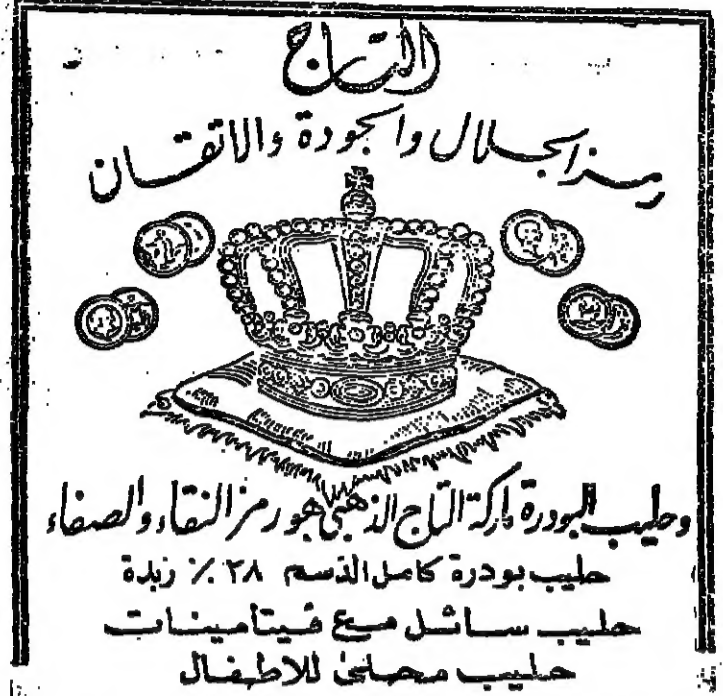 التاج
رمز الجلال والجودة والاتقان
وحليب البودرة ماركة التاج الذهبي هو رمز النقاء والصفاء
حليب بودرة كامل الدسم ٢٨ ٪ زبدة
حليب سائل مع فيتامينات
حليب محلى للاطفال